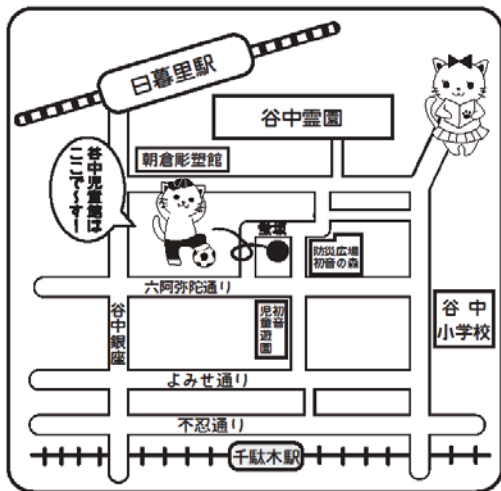 日暮里駅
谷中霊園
朝倉彫塑館
谷中児童館は
ここで～すー
螢坂
防災広場
初音の森
六阿弥陀通り
谷中
小学校
初音
児童遊園
谷中銀座
よみせ通り
不忍通り
千駄木駅